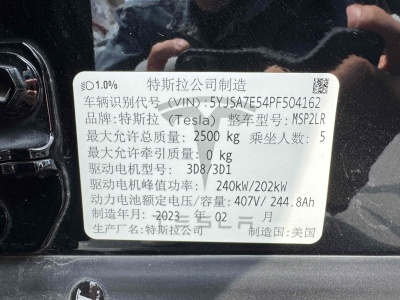 1.0% 特斯拉公司制造
车辆识别代号（VIN）:5YJSA7E54PF504162
品牌:特斯拉（Tesla）整车型号:MSP2LR
最大允许总质量: 2500 kg 乘坐人数: 5
最大允许牵引质量: 0 kg
驱动电机型号: 3D8/3D1
驱动电机峰值功率: 240kW/202kW
动力电池额定电压/容量: 407V/ 244.8Ah
制造年月: 2023 年 02 月
生产厂名: 特斯拉公司 制造国: 美国
TESLA